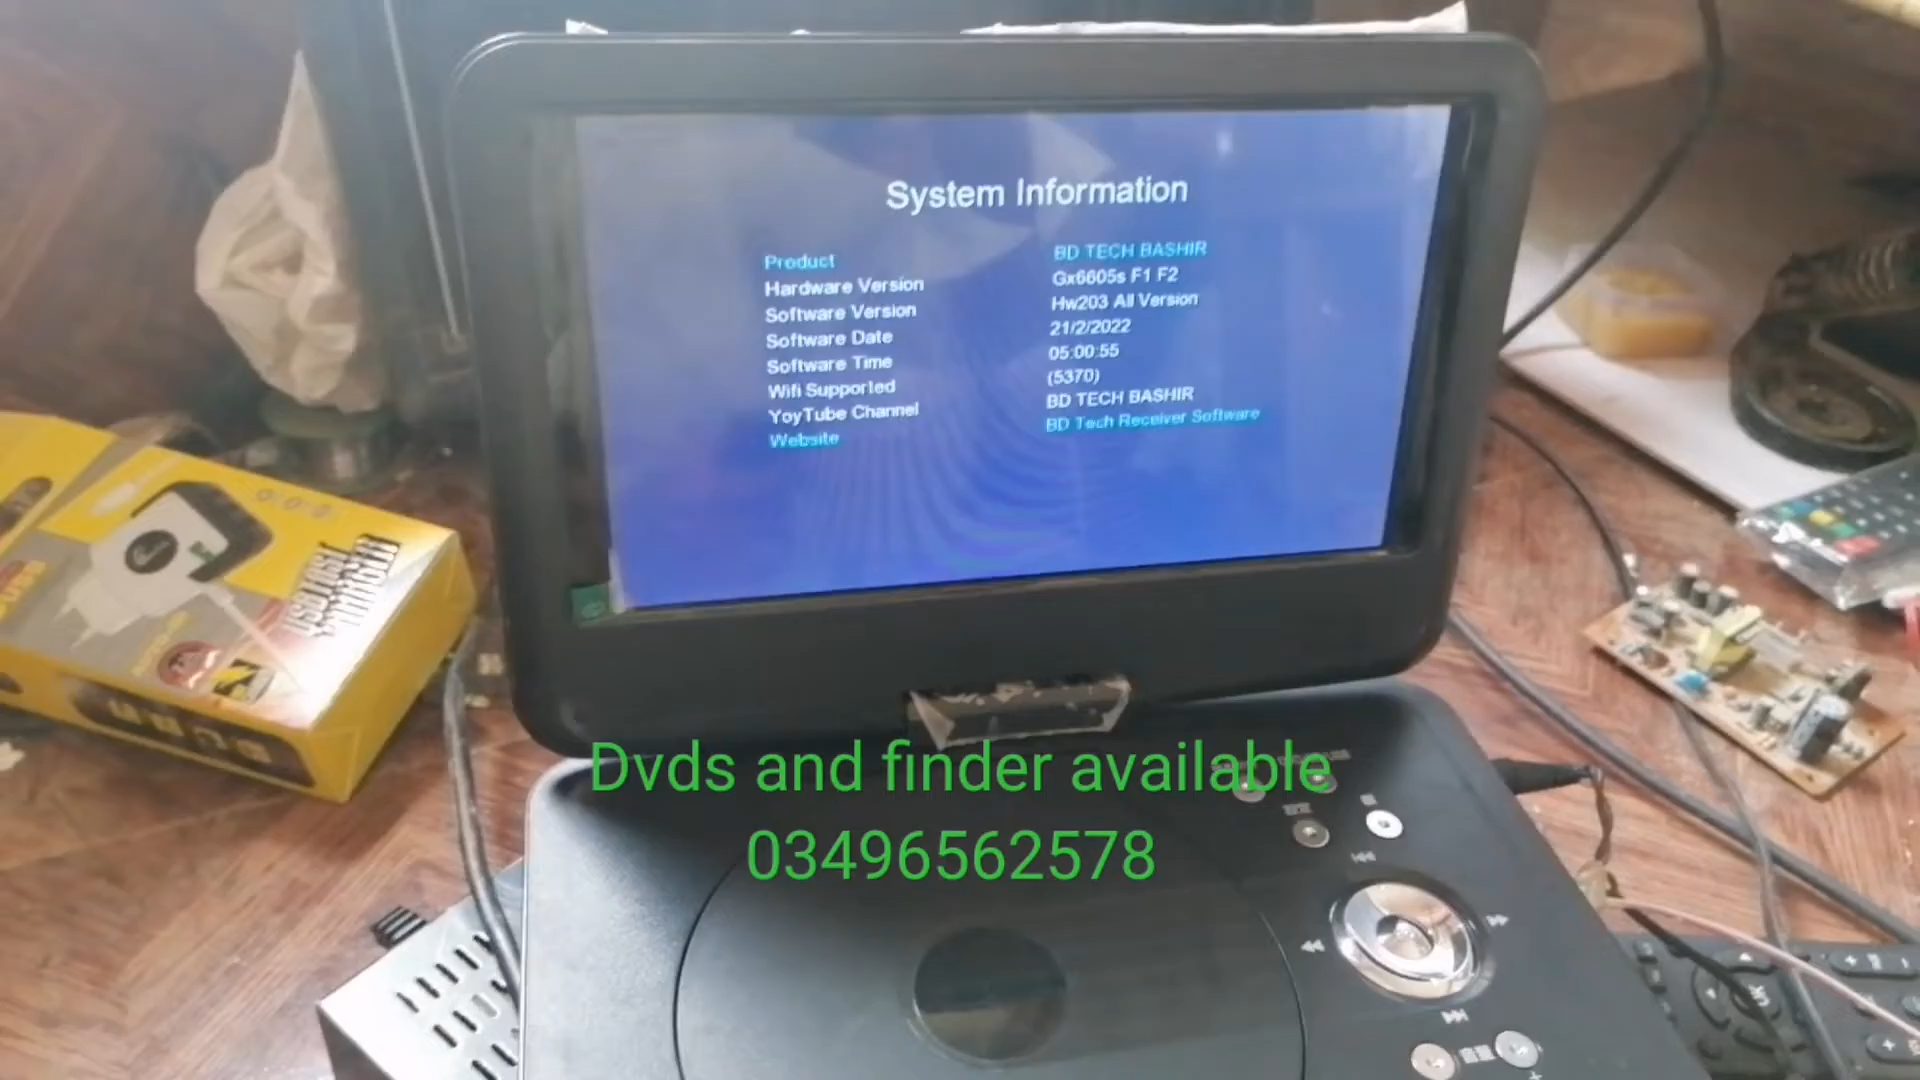 System Information
Product BD TECH BASHIR
Hardware Version Gx6605s F1 F2
Software Version Hw203 All Version
Software Date 21/2/2022
Software Time 05:00:55
Wifi Supported (5370)
YoyTube Channel BD TECH BASHIR
Website BD Tech Receiver Software
Dvds and finder available
03496562578